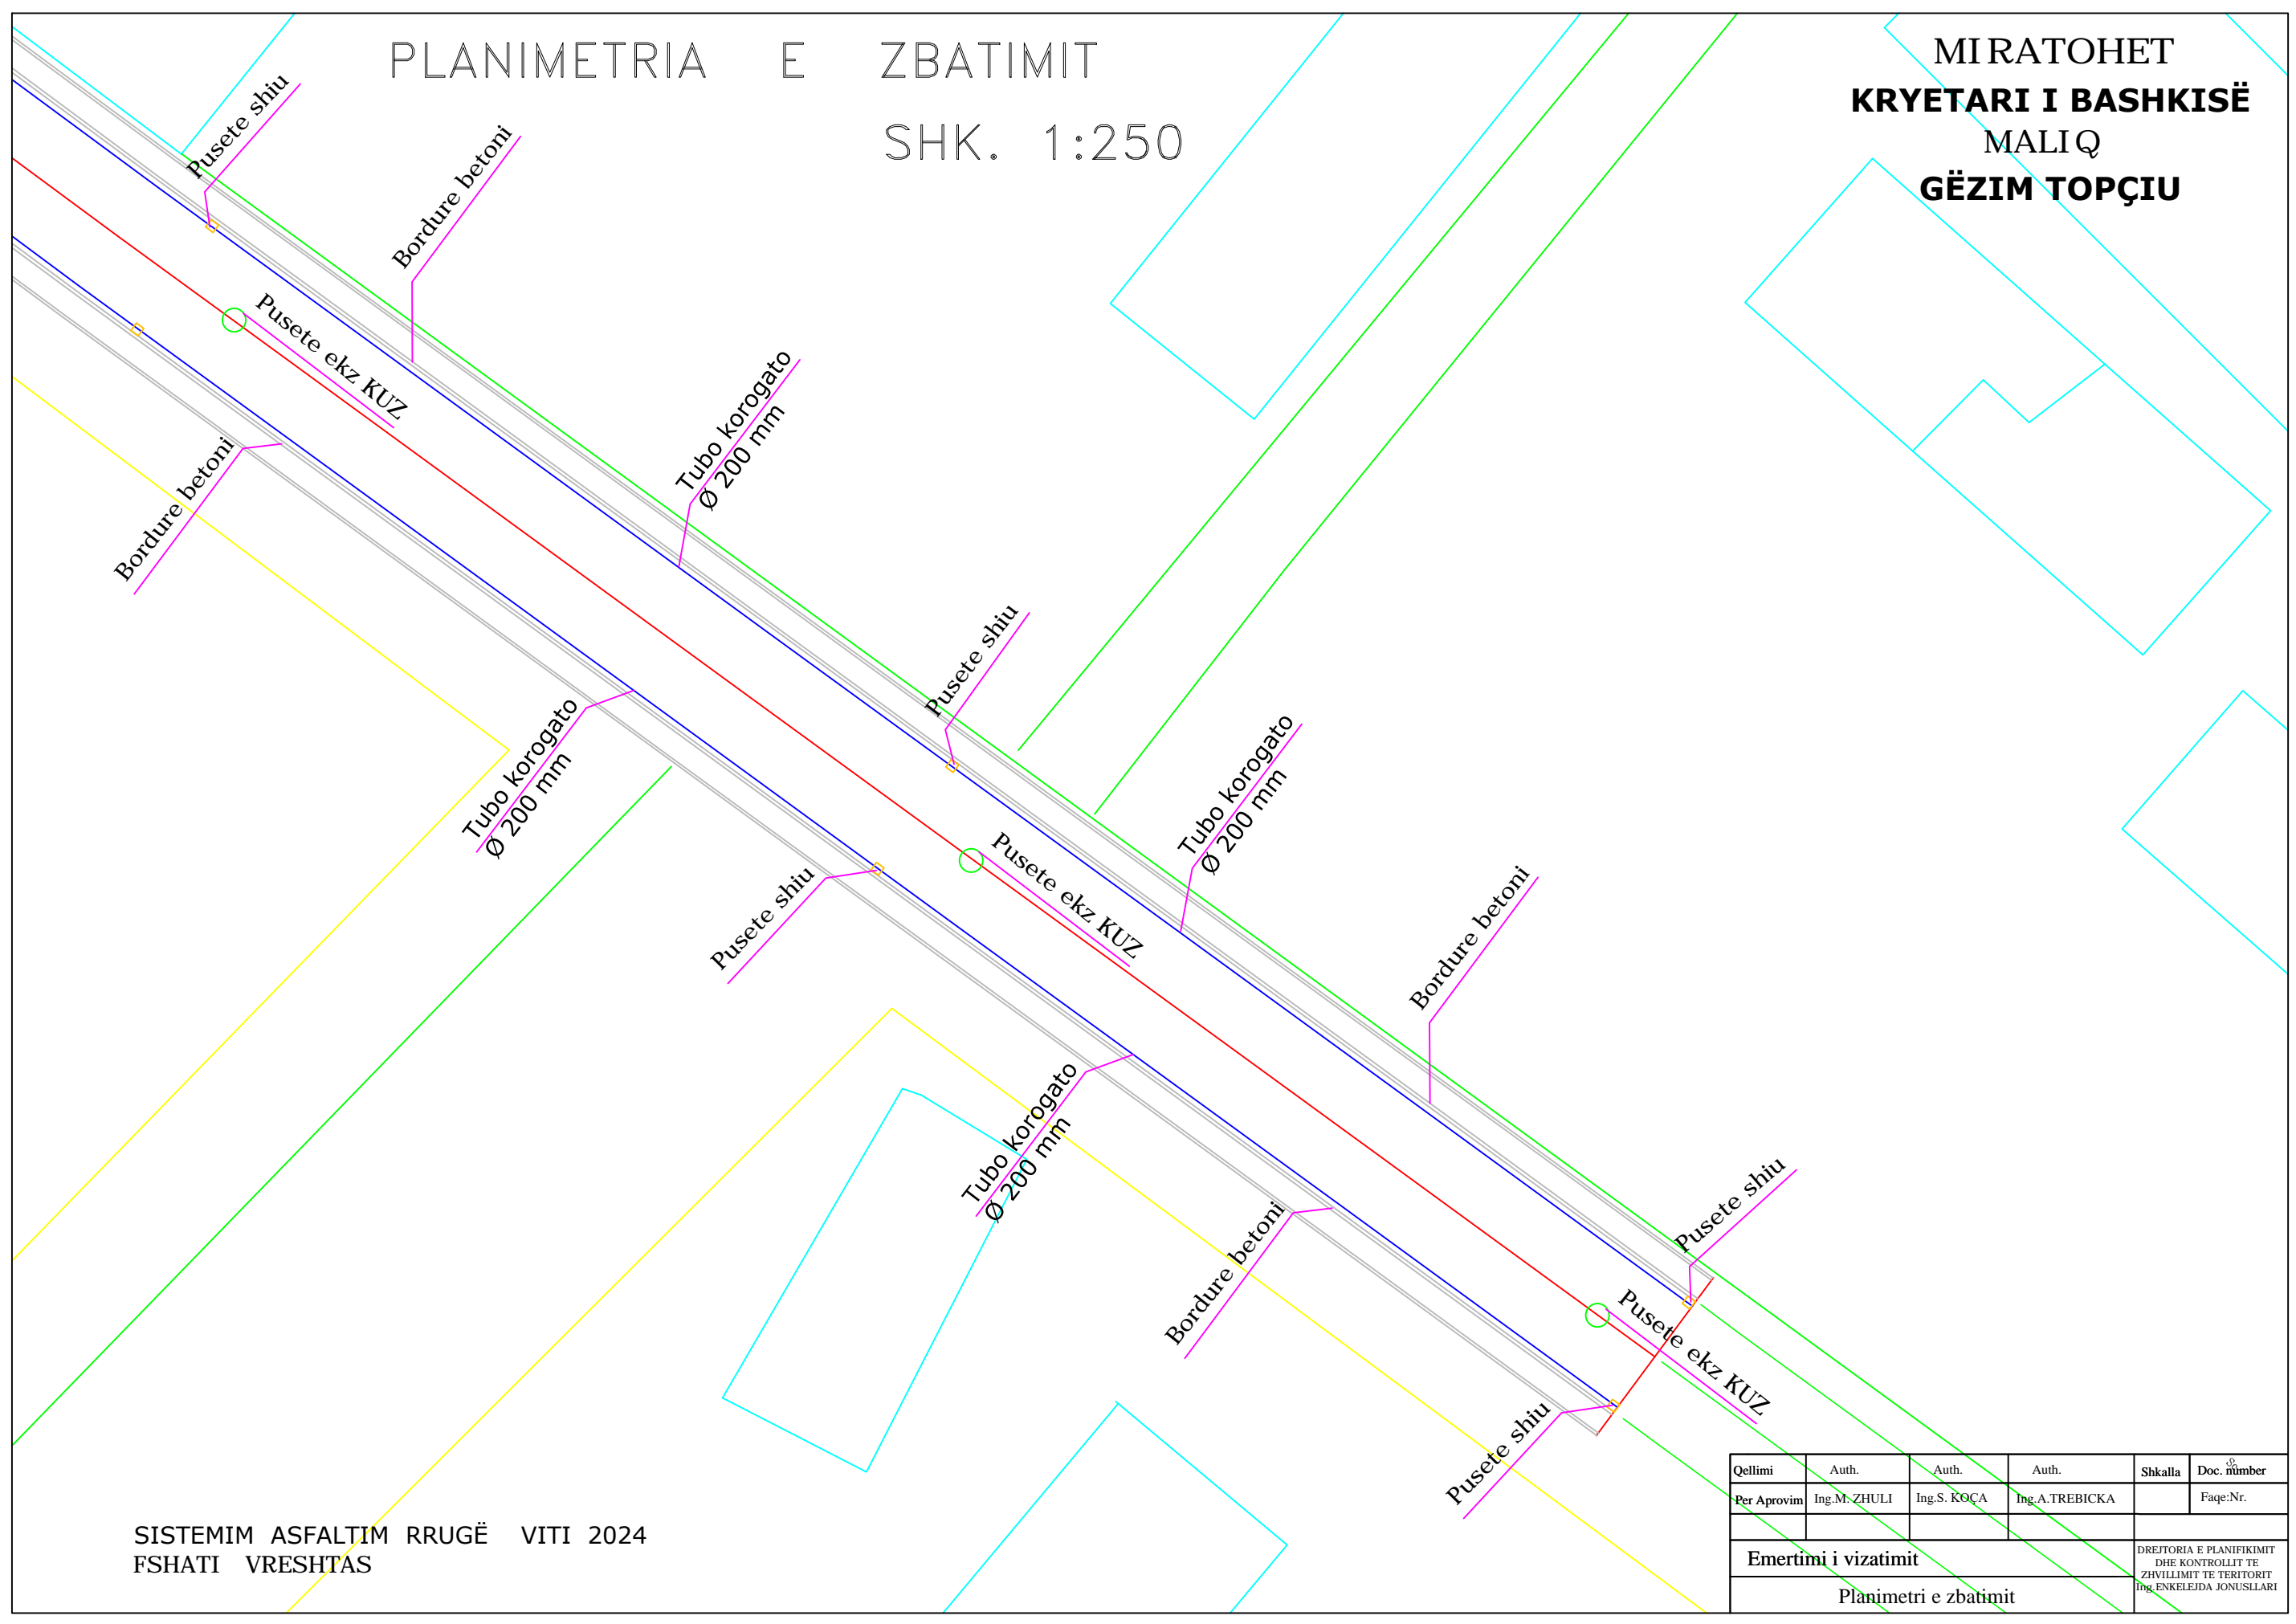 PLANIMETRIA E ZBATIMIT
SHK. 1:250
MIRATOHET
KRYETARI I BASHKISË
MALIQ
GËZIM TOPÇIU
Pusete shiu
Bordure betoni
Pusete ekz KUZ
Bordure betoni
Tubo korogato
Ø 200 mm
Pusete shiu
Tubo korogato
Ø 200 mm
Tubo korogato
Ø 200 mm
Pusete ekz KUZ
Pusete shiu
Bordure betoni
Tubo korogato
Ø 200 mm
Pusete shiu
Bordure betoni
Pusete ekz KUZ
Pusete shiu
SISTEMIM ASFALTIM RRUGË VITI 2024
FSHATI VRESHTAS
Qellimi Auth. Auth. Auth. Shkalla Doc. number
Per Aprovim Ing.M. ZHULI Ing.S. KOÇA Ing.A.TREBICKA Faqe:Nr.
Emertimi i vizatimit
Planimetri e zbatimit
DREJTORIA E PLANIFIKIMIT
DHE KONTROLLIT TE
ZHVILLIMIT TE TERITORIT
Ing.ENKELEJDA JONUSLLARI